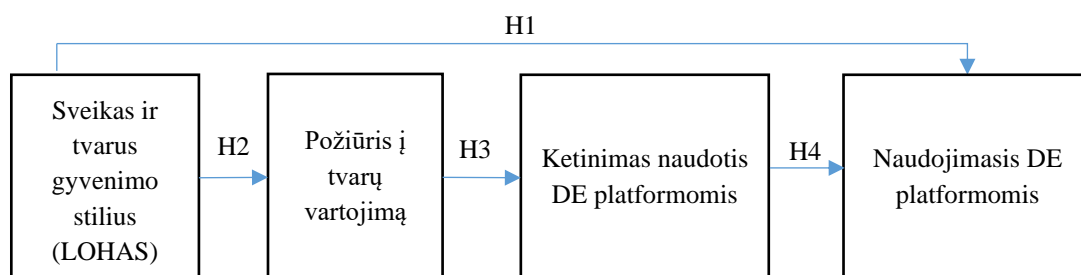 H1
Sveikas ir
tvarus
gyvenimo
stilius
(LOHAS)
H2
Požiūris į
tvarų
vartojimą
H3
Ketinimas naudotis
DE platformomis
H4
Naudojimasis DE
platformomis